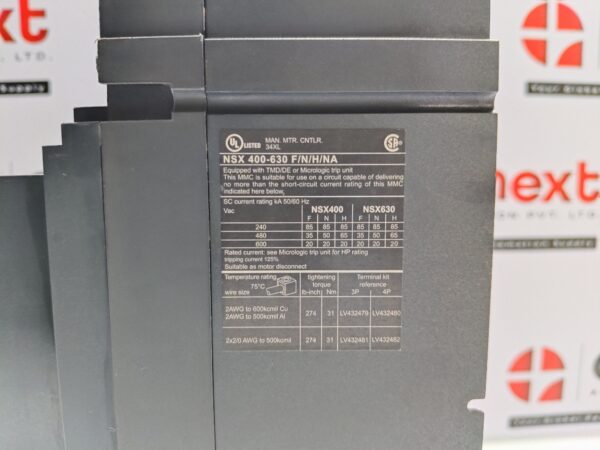 next
UL LISTED MAN. MTR. CNTLR.
34XL
NSX 400-630 F/N/H/NA
Equipped with TMD/DE or Micrologic trip unit
This MMC is suitable for use on a circuit capable of delivering
no more than the short-circuit current rating of this MMC
indicated here below.
SC current rating kA 50/60 Hz
Vac NSX400 NSX630
F N H F N H
240 85 85 85 85 85 85
480 35 50 65 35 50 65
600 20 20 20 20 20 20
Rated current: see Micrologic trip unit for HP rating
tripping current 125%
Suitable as motor disconnect
Temperature rating tightening Terminal kit
75°C torque reference
wire size lb-inch) Nm 3P 4P
2AWG to 600kcmil Cu
2AWG to 500kcmil Al 274 31 LV432479 LV432480
2x2/0 AWG to 500kcmil 274 31 LV432481 LV432482
next